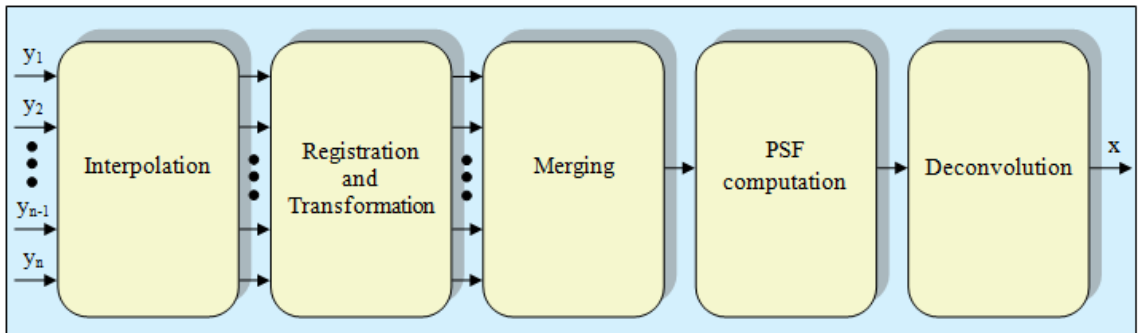 y1
y2
yn-1
yn
Interpolation
Registration
and
Transformation
Merging
PSF
computation
Deconvolution
x